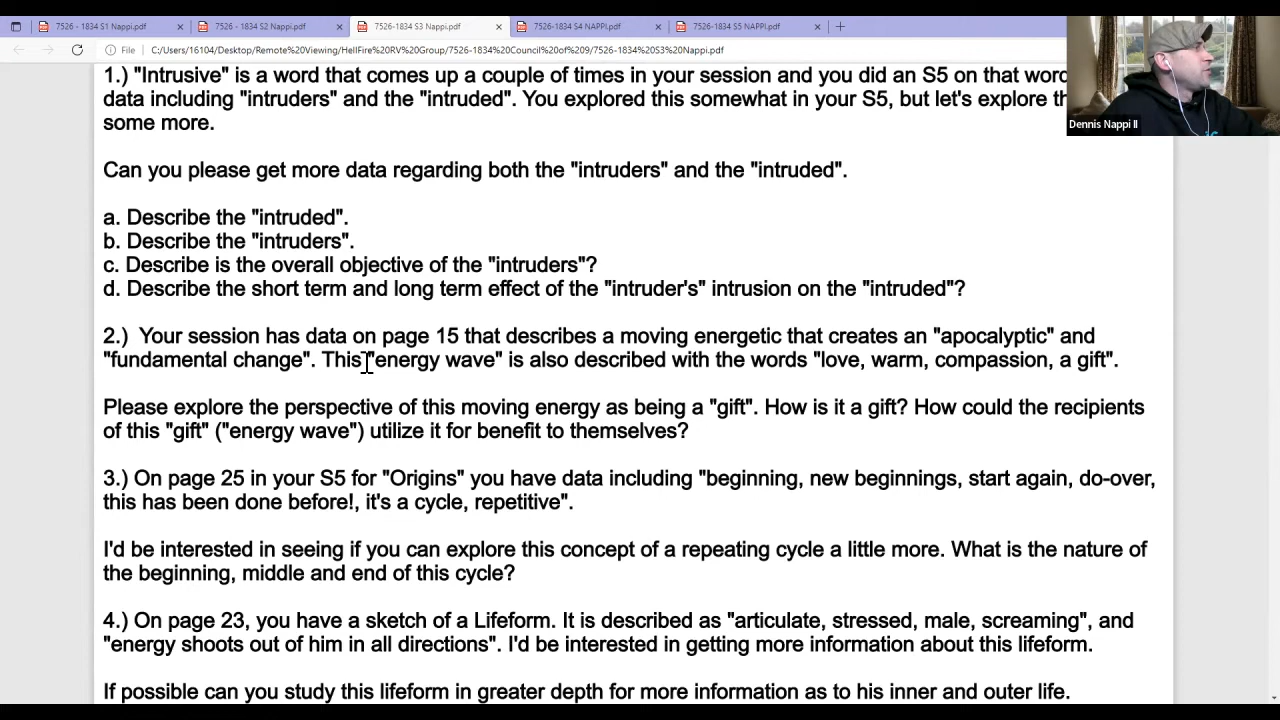 7526 - 1834 S1 Nappi.pdf
7526 - 1834 S2 Nappi.pdf
7526-1834 S3 Nappi.pdf
7526-1834 S4 NAPPI.pdf
7526-1834 S5 NAPPI.pdf
File
C:/Users/16104/Desktop/Remote%20Viewing/HellFire%20RV%20Group/7526-1834%20Council%20of%209/7526-1834%20S3%20Nappi.pdf
Dennis Nappi II
1.) "Intrusive" is a word that comes up a couple of times in your session and you did an S5 on that word
data including "intruders" and the "intruded". You explored this somewhat in your S5, but let's explore
some more.
Can you please get more data regarding both the "intruders" and the "intruded".
a. Describe the "intruded".
b. Describe the "intruders".
c. Describe is the overall objective of the "intruders"?
d. Describe the short term and long term effect of the "intruder's" intrusion on the "intruded"?
2.) Your session has data on page 15 that describes a moving energetic that creates an "apocalyptic" and
"fundamental change". This "energy wave" is also described with the words "love, warm, compassion, a gift".
Please explore the perspective of this moving energy as being a "gift". How is it a gift? How could the recipients
of this "gift" ("energy wave") utilize it for benefit to themselves?
3.) On page 25 in your S5 for "Origins" you have data including "beginning, new beginnings, start again, do-over,
this has been done before!, it's a cycle, repetitive".
I'd be interested in seeing if you can explore this concept of a repeating cycle a little more. What is the nature of
the beginning, middle and end of this cycle?
4.) On page 23, you have a sketch of a Lifeform. It is described as "articulate, stressed, male, screaming", and
"energy shoots out of him in all directions". I'd be interested in getting more information about this lifeform.
If possible can you study this lifeform in greater depth for more information as to his inner and outer life.